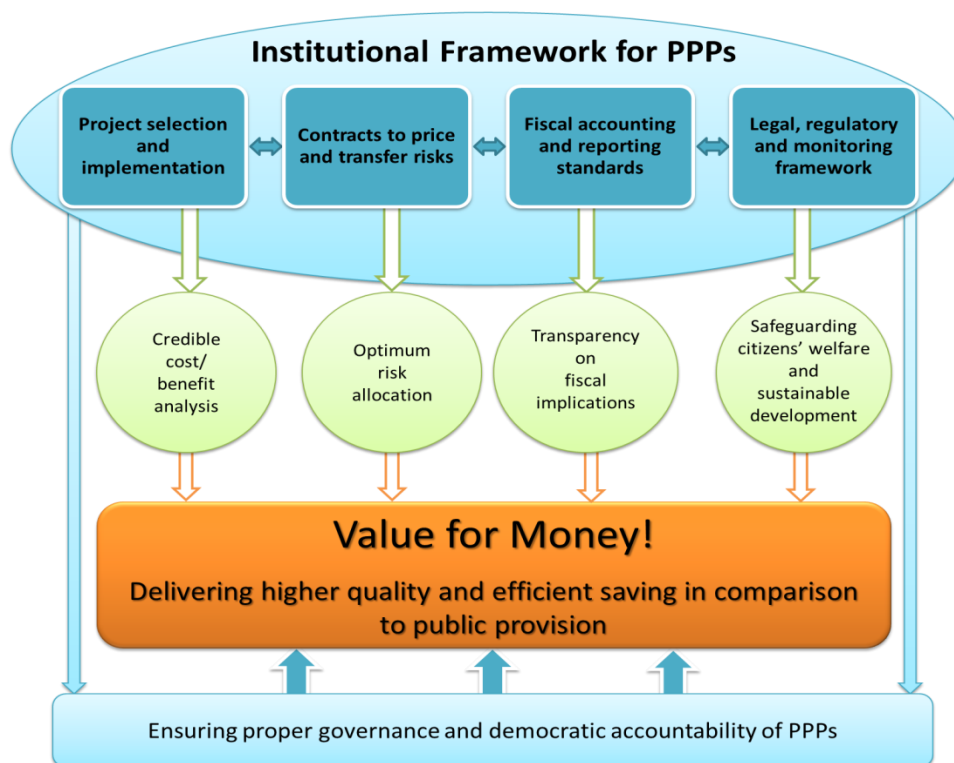 Institutional Framework for PPPs
Project selection
and
implementation
Contracts to price
and transfer risks
Fiscal accounting
and reporting
standards
Legal, regulatory
and monitoring
framework
Credible
cost/
benefit
analysis
Optimum
risk
allocation
Transparency
on
fiscal
implications
Safeguarding
citizens’ welfare
and
sustainable
development
Value for Money!
Delivering higher quality and efficient saving in comparison
to public provision
Ensuring proper governance and democratic accountability of PPPs